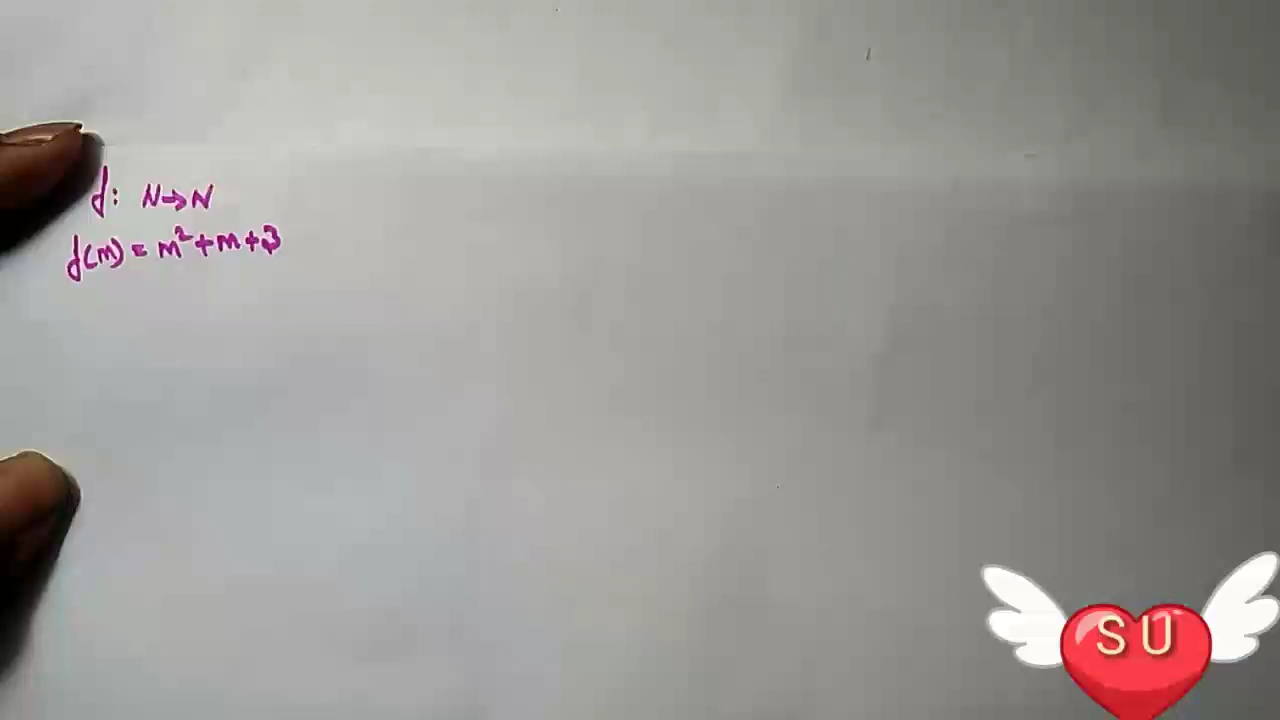 f: N→N
f(m) = m²+m+3
SU